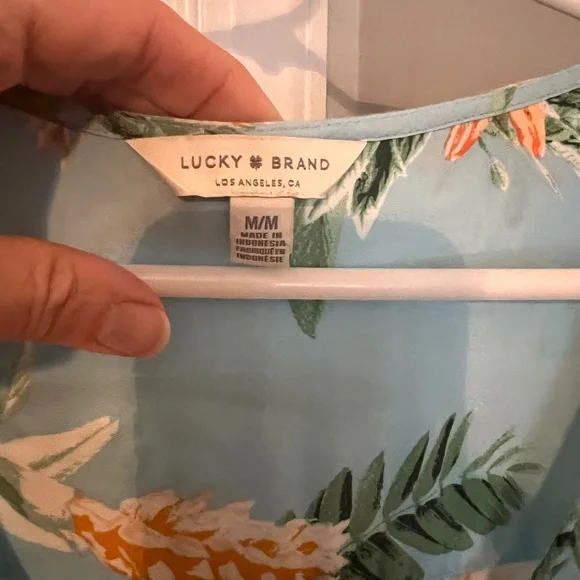 LUCKY BRAND
LOS ANGELES, CA
M/M
MADE IN
INDONESIA
FABRIQUÉ EN
INDONÉSIE